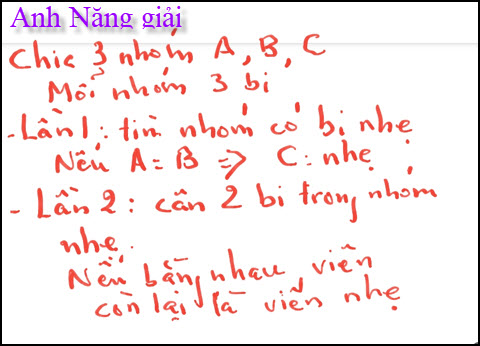 Anh Năng giải
Chia 3 nhóm A, B, C
Mỗi nhóm 3 bi
- Lần 1: tìm nhóm có bi nhẹ
Nếu A = B => C: nhẹ
- Lần 2: cân 2 bi trong nhóm
nhẹ.
Nếu bằng nhau, viên
còn lại là viên nhẹ